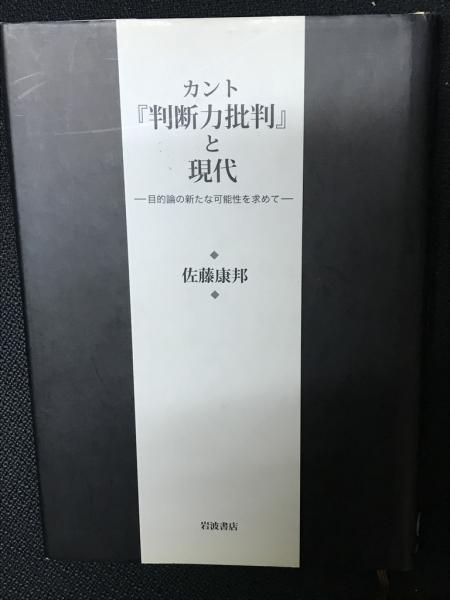 カント
『判断力批判』
と
現代
―目的論の新たな可能性を求めて―
佐藤康邦
岩波書店